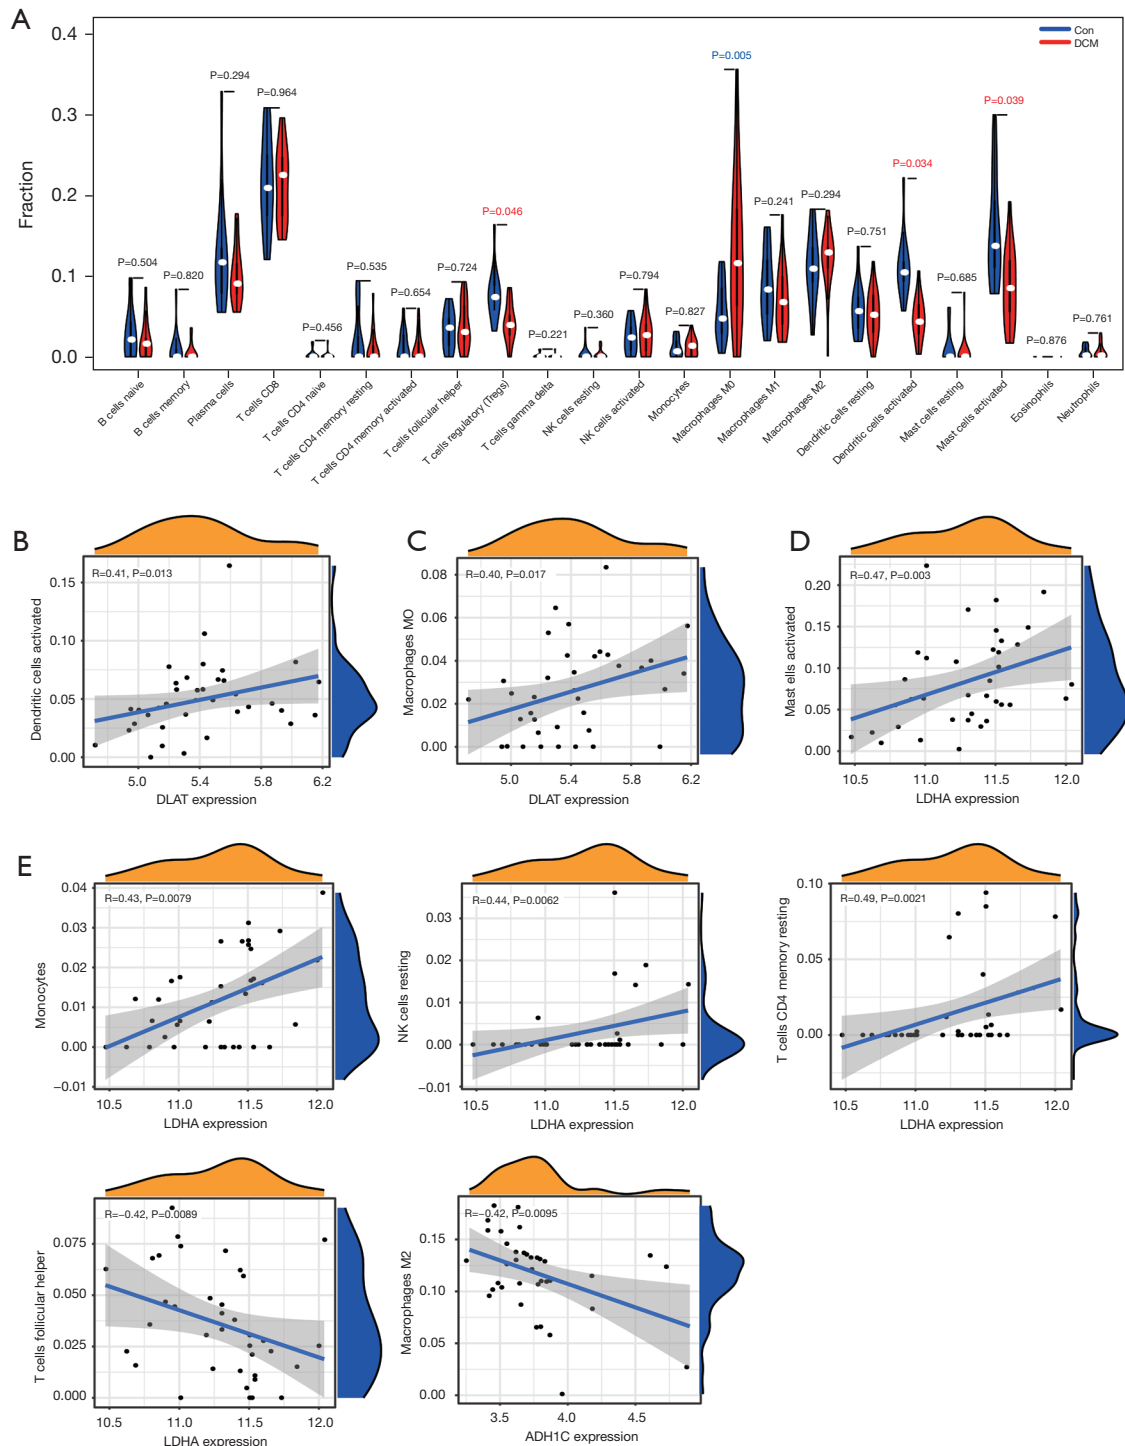 A
Con
DCM
Fraction
0.4
0.3
0.2
0.1
0.0
P=0.504
P=0.820
P=0.294
P=0.964
P=0.456
P=0.535
P=0.654
P=0.724
P=0.046
P=0.221
P=0.360
P=0.794
P=0.827
P=0.005
P=0.241
P=0.294
P=0.751
P=0.034
P=0.685
P=0.039
P=0.876
P=0.761
B cells naive
B cells memory
Plasma cells
T cells CD8
T cells CD4 naive
T cells CD4 memory resting
T cells CD4 memory activated
T cells follicular helper
T cells regulatory (Tregs)
T cells gamma delta
NK cells resting
NK cells activated
Monocytes
Macrophages M0
Macrophages M1
Macrophages M2
Dendritic cells resting
Dendritic cells activated
Mast cells resting
Mast cells activated
Eosinophils
Neutrophils
B
R=0.41, P=0.013
Dendritic cells activated
0.15
0.10
0.05
0.00
5.0 5.4 5.8 6.2
DLAT expression
C
R=0.40, P=0.017
Macrophages MO
0.08
0.06
0.04
0.02
0.00
5.0 5.4 5.8 6.2
DLAT expression
D
R=0.47, P=0.003
Mast ells activated
0.20
0.15
0.10
0.05
0.00
10.5 11.0 11.5 12.0
LDHA expression
E
R=0.43, P=0.0079
Monocytes
0.04
0.03
0.02
0.01
0.00
−0.01
10.5 11.0 11.5 12.0
LDHA expression
R=0.44, P=0.0062
NK cells resting
0.03
0.02
0.01
0.00
−0.01
10.5 11.0 11.5 12.0
LDHA expression
R=0.49, P=0.0021
T cells CD4 memory resting
0.10
0.05
0.00
10.5 11.0 11.5 12.0
LDHA expression
R=−0.42, P=0.0089
T cells follicular helper
0.075
0.050
0.025
0.000
10.5 11.0 11.5 12.0
LDHA expression
R=−0.42, P=0.0095
Macrophages M2
0.15
0.10
0.05
0.00
3.5 4.0 4.5
ADH1C expression